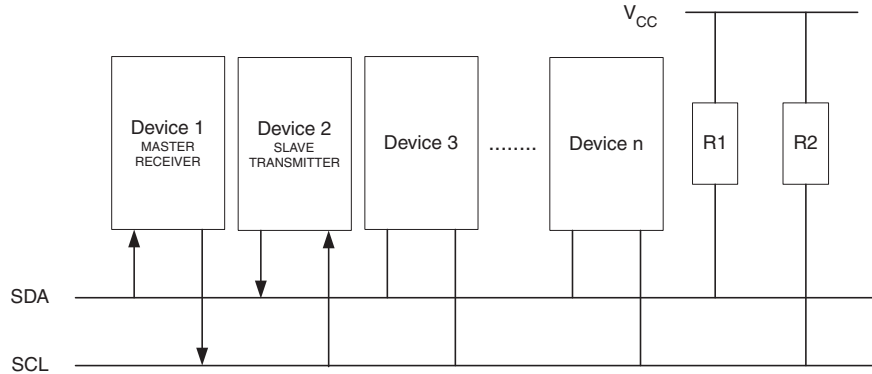 V_CC
Device 1
MASTER
RECEIVER
Device 2
SLAVE
TRANSMITTER
Device 3
........
Device n
R1
R2
SDA
SCL